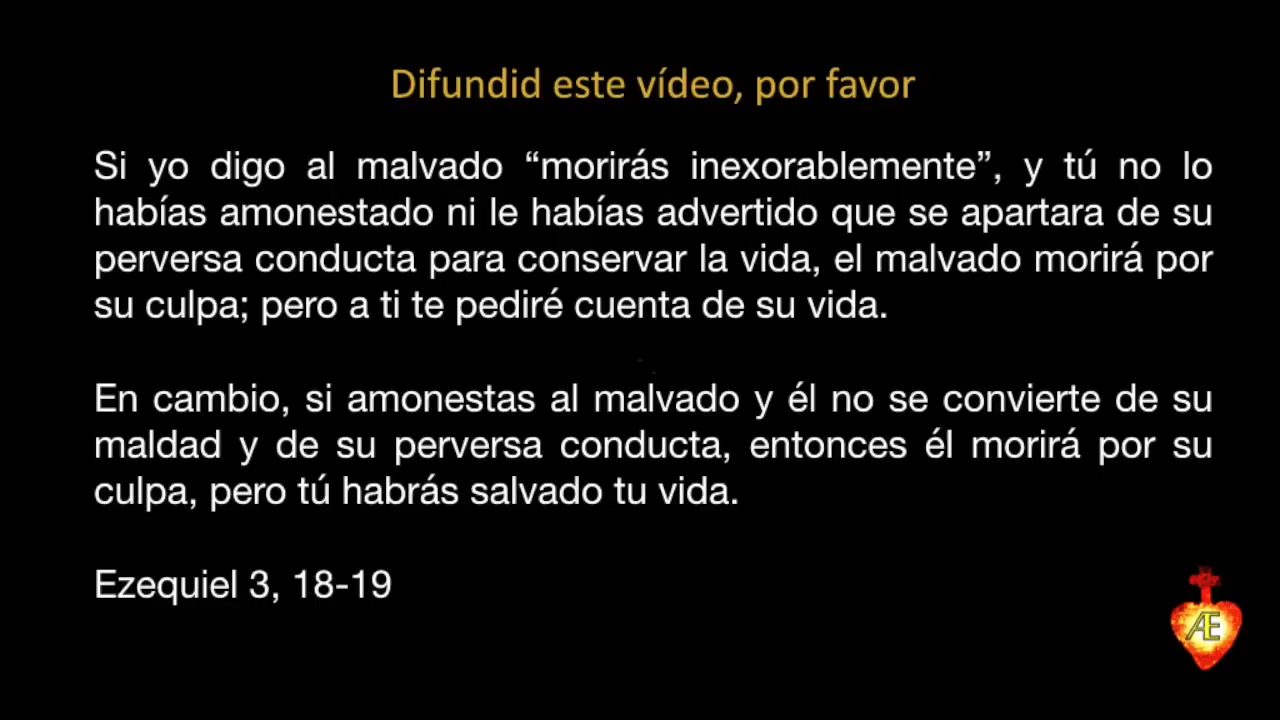 Difundid este vídeo, por favor
Si yo digo al malvado “morirás inexorablemente”, y tú no lo
habías amonestado ni le habías advertido que se apartara de su
perversa conducta para conservar la vida, el malvado morirá por
su culpa; pero a ti te pediré cuenta de su vida.
En cambio, si amonestas al malvado y él no se convierte de su
maldad y de su perversa conducta, entonces él morirá por su
culpa, pero tú habrás salvado tu vida.
Ezequiel 3, 18-19
Æ